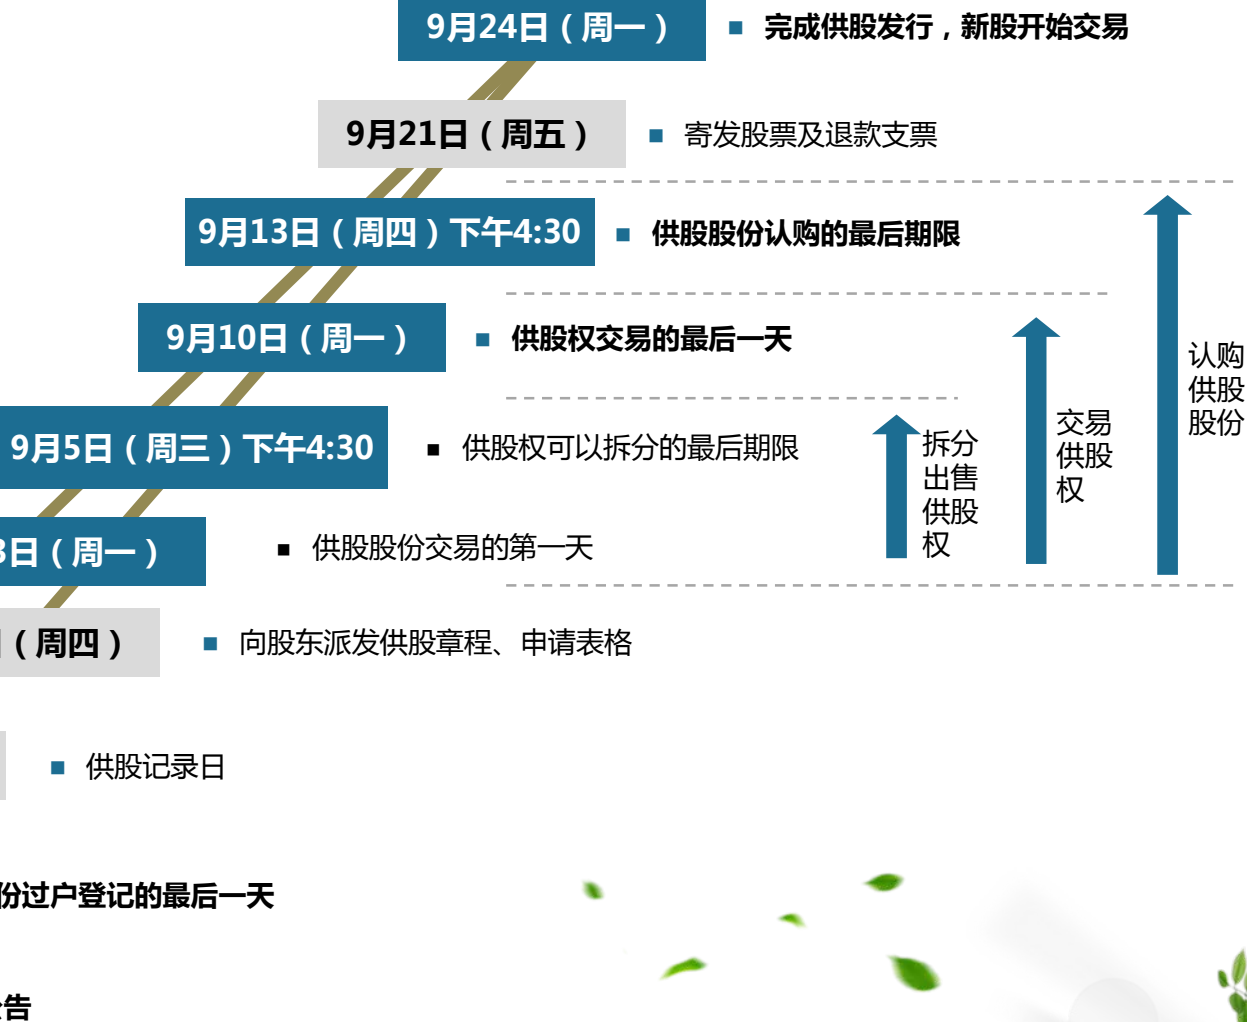 9月24日（周一）
完成供股发行，新股开始交易
9月21日（周五）
寄发股票及退款支票
9月13日（周四）下午4:30
供股股份认购的最后期限
9月10日（周一）
供股权交易的最后一天
9月5日（周三）下午4:30
供股权可以拆分的最后期限
3日（周一）
供股股份交易的第一天
（周四）
向股东派发供股章程、申请表格
供股记录日
份过户登记的最后一天
告
拆分
出售
供股
权
交易
供股
权
认购
供股
股份